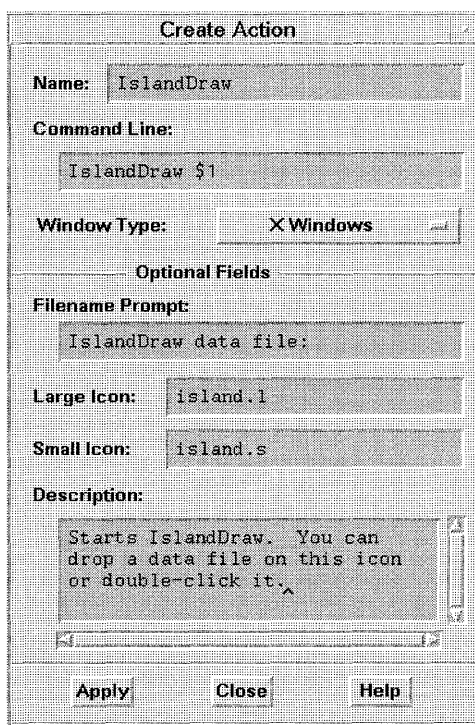 Create Action
Name: IslandDraw
Command Line:
IslandDraw $1
Window Type: X Windows
Optional Fields
Filename Prompt:
IslandDraw data file:
Large Icon: island.l
Small Icon: island.s
Description:
Starts IslandDraw.  You can
drop a data file on this icon
or double-click it.
Apply Close Help